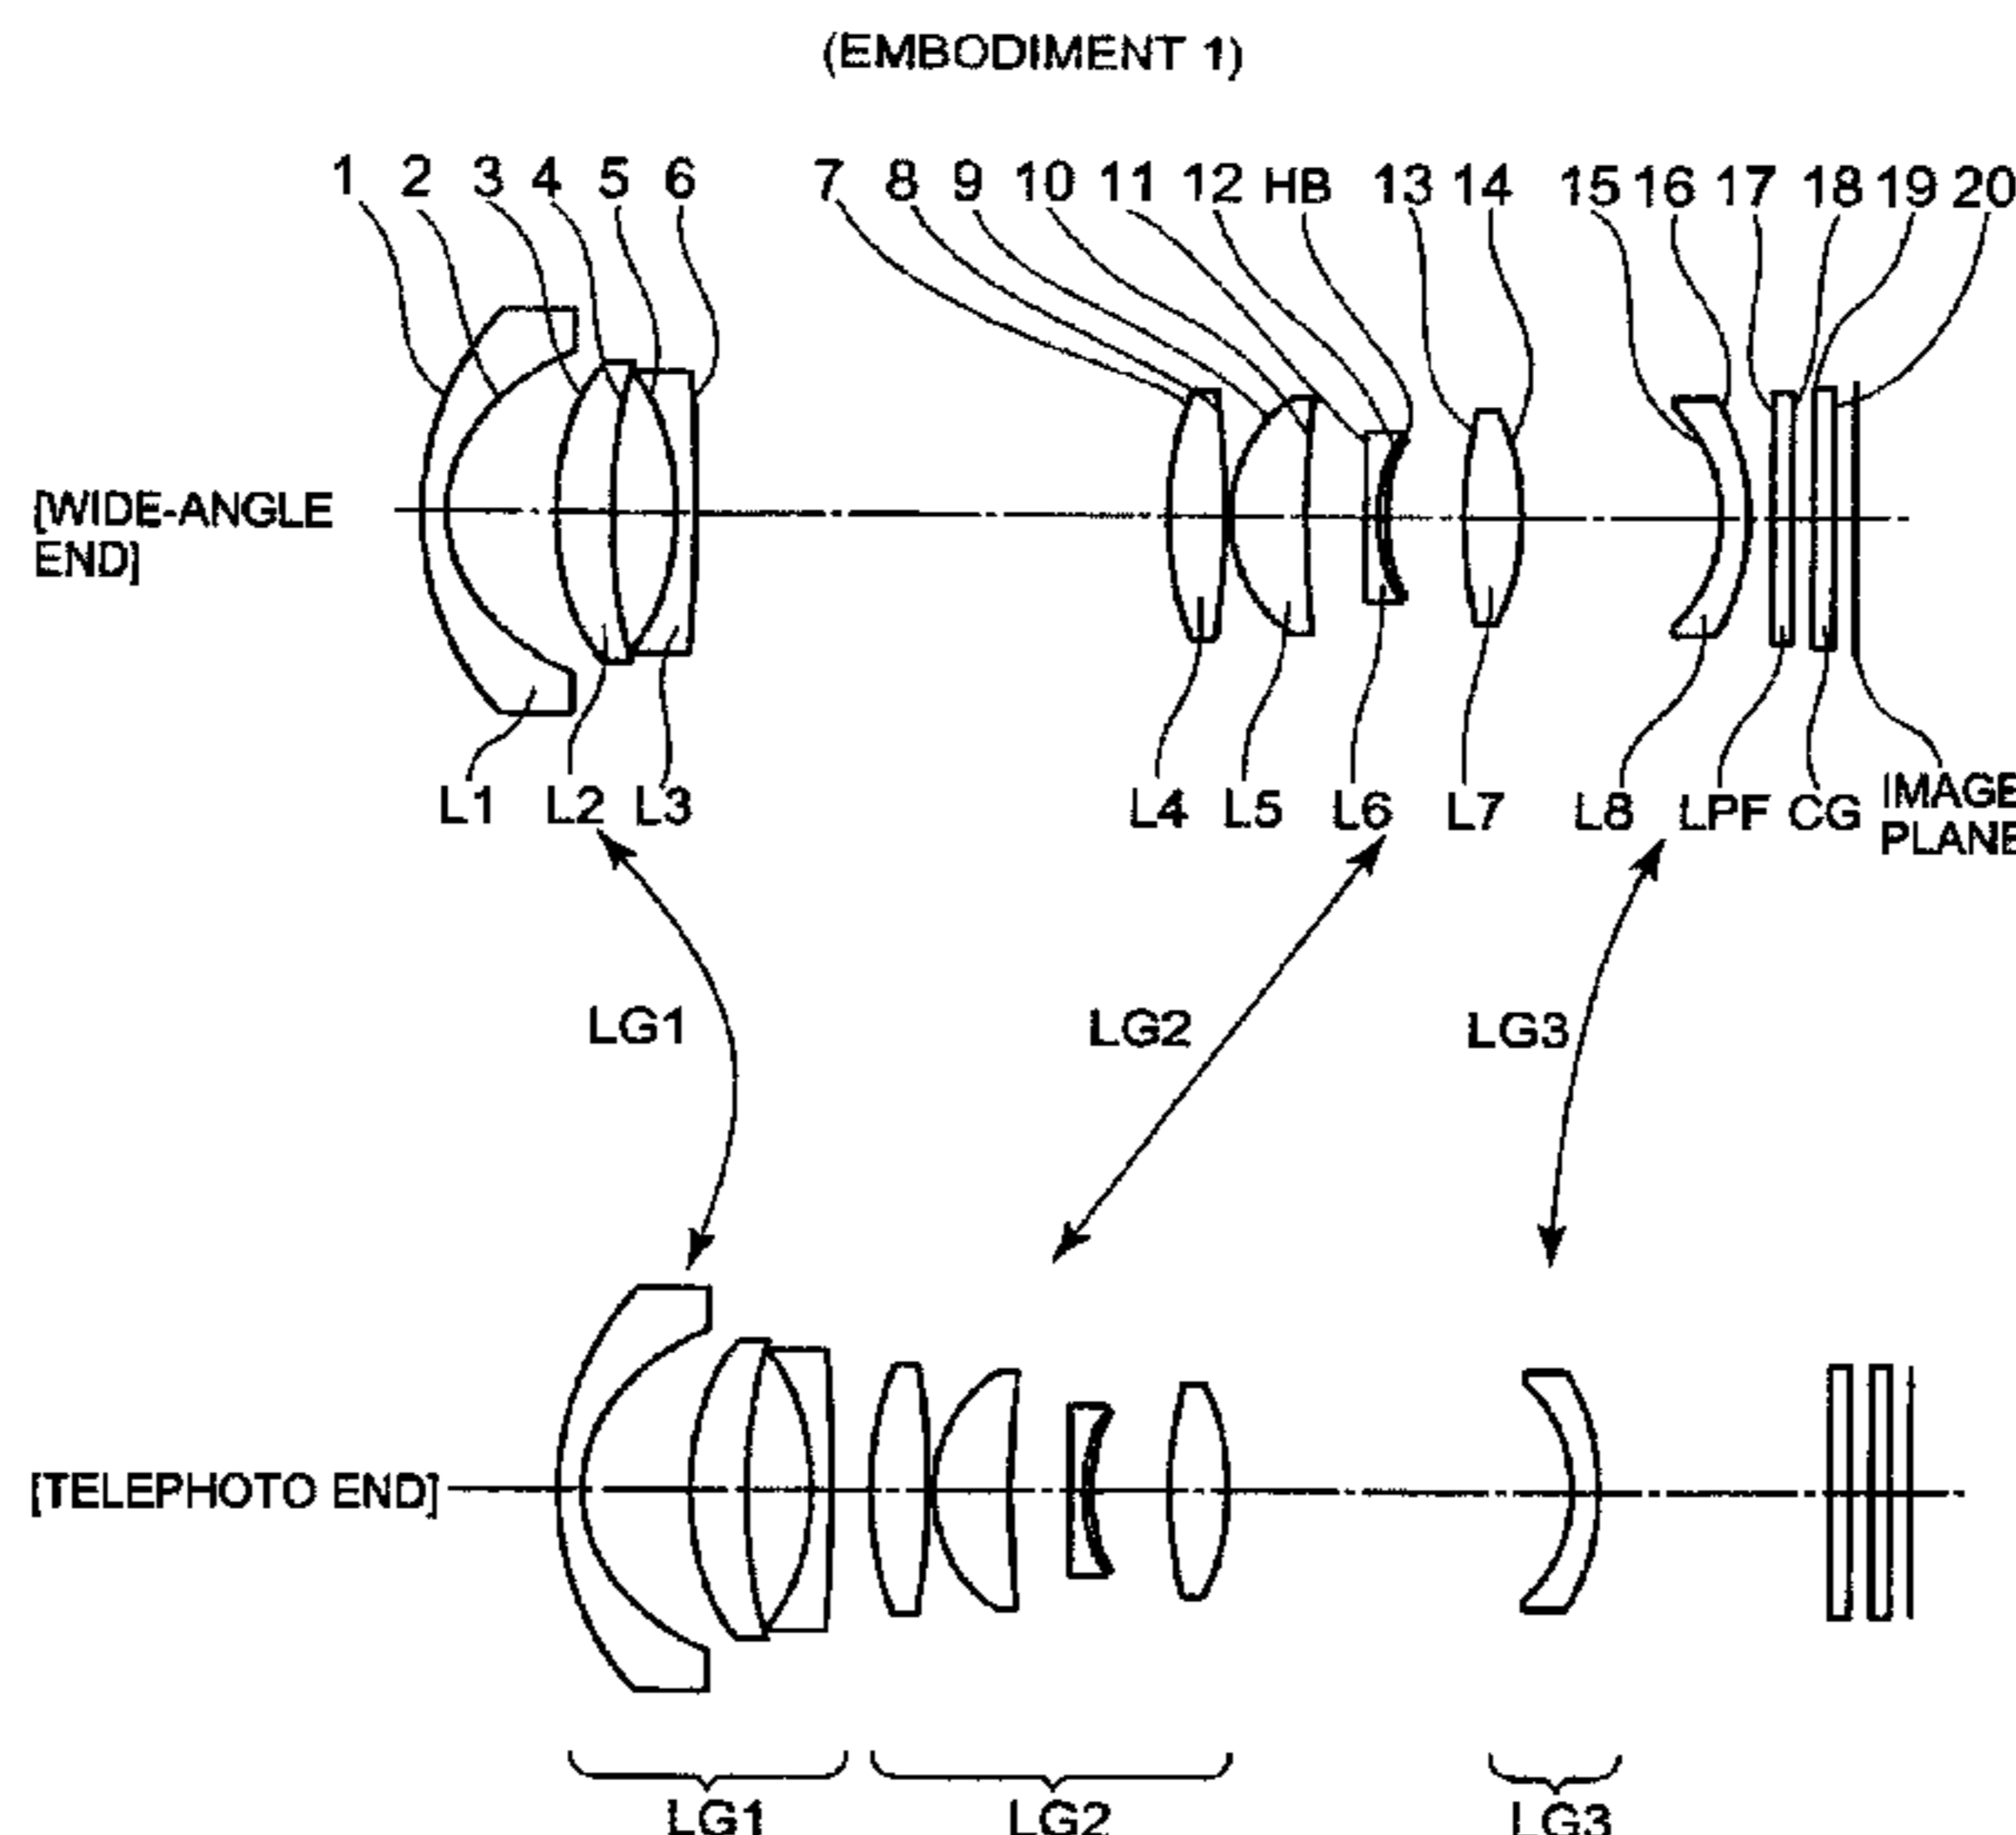 (EMBODIMENT 1)
1 2 3 4 5 6 7 8 9 10 11 12 HB 13 14 15 16 17 18 19 20
[WIDE-ANGLE
END]
L1 L2 L3 L4 L5 L6 L7 L8 LPF CG IMAGE
PLANE
LG1 LG2 LG3
[TELEPHOTO END]
LG1 LG2 LG3